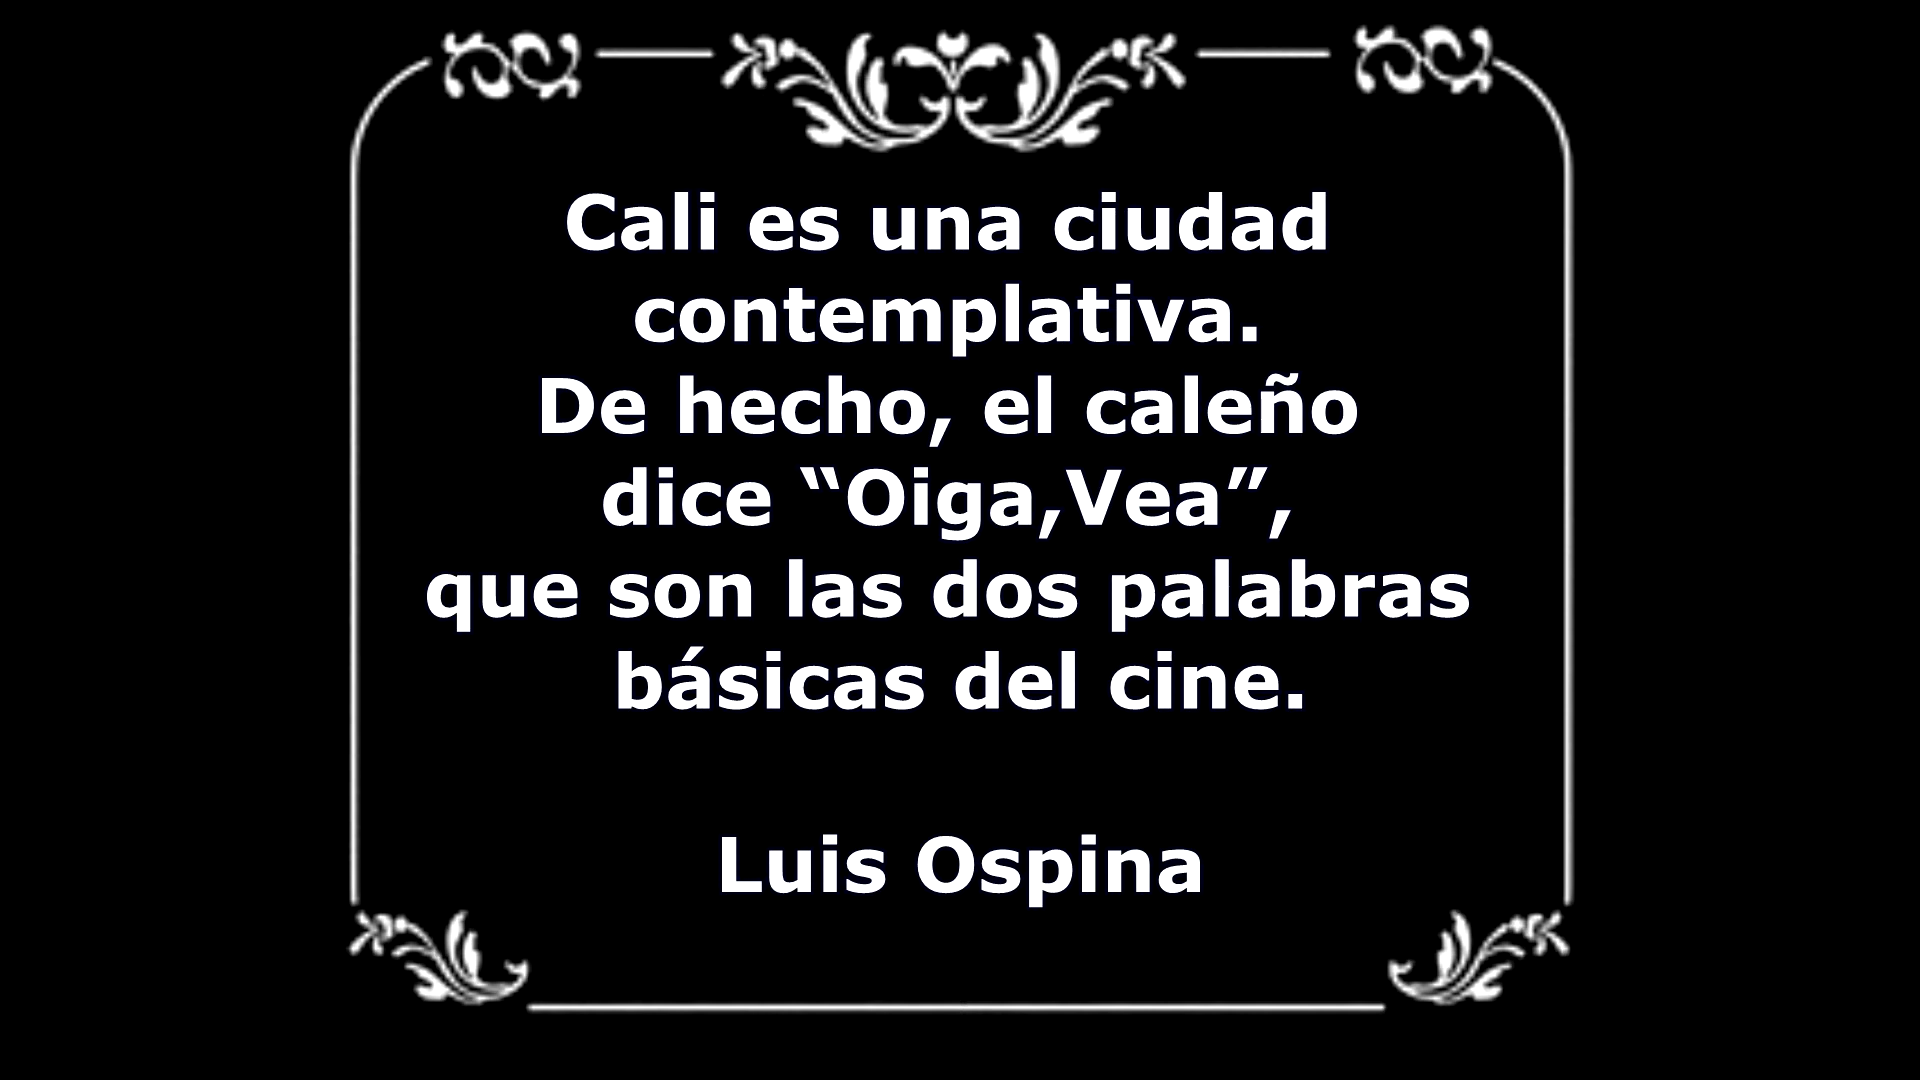 Cali es una ciudad
contemplativa.
De hecho, el caleño
dice “Oiga,Vea”,
que son las dos palabras
básicas del cine.
Luis Ospina